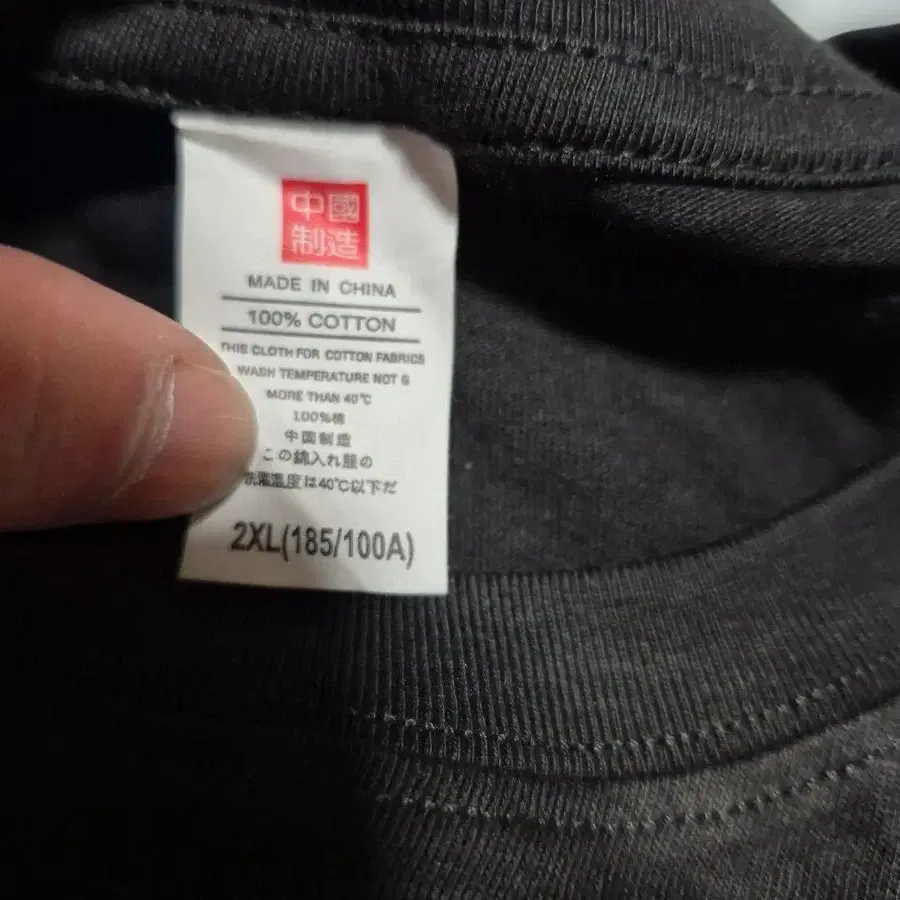 中國
制造
MADE IN CHINA
100% COTTON
THIS CLOTH FOR COTTON FABRICS
WASH TEMPERATURE NOT G
MORE THAN 40℃
100%棉
中国制造
この綿入れ服の
洗濯温度は40℃以下だ
2XL(185/100A)